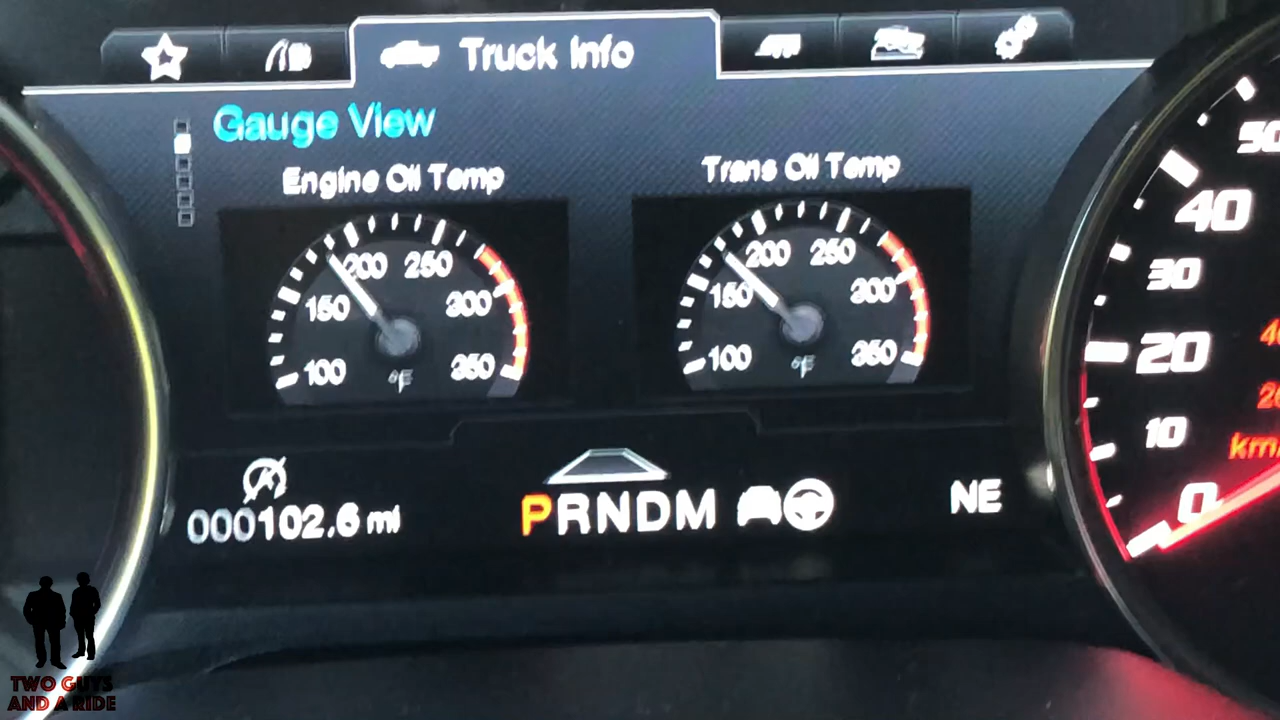 Truck Info
Gauge View
Engine Oil Temp
Trans Oil Temp
100 150 200 250 300 350
°F
100 150 200 250 300 350
°F
50
40
30
20
10
0
km/
000102.6 mi
PRNDM
NE
TWO GUYS
AND A RIDE